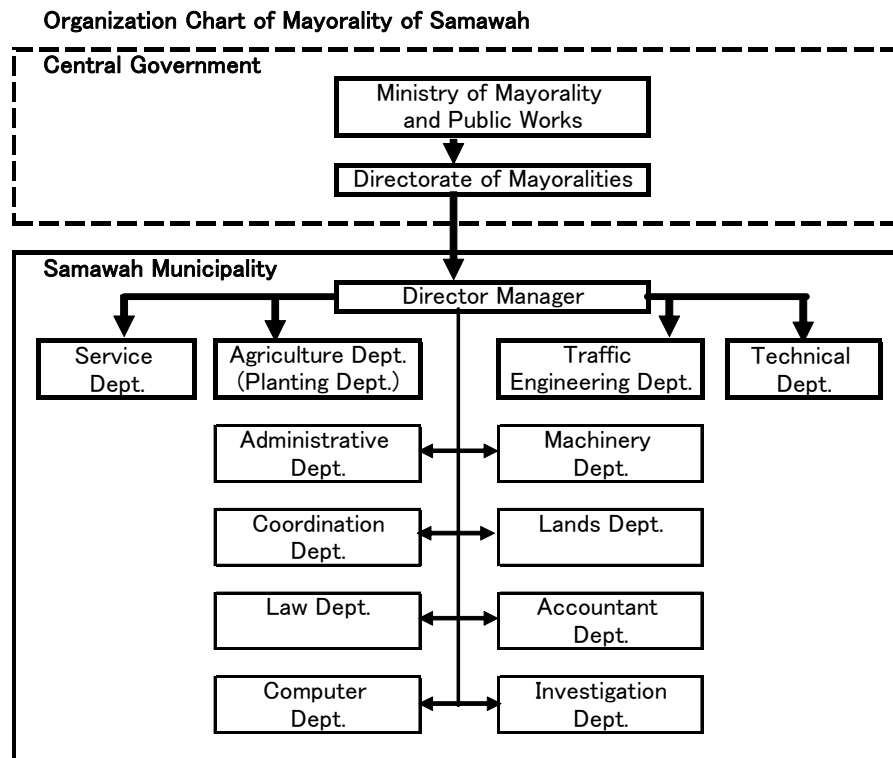 Organization Chart of Mayorality of Samawah
Central Government
Ministry of Mayorality
and Public Works
Directorate of Mayoralities
Samawah Municipality
Director Manager
Service
Dept.
Agriculture Dept.
(Planting Dept.)
Traffic
Engineering Dept.
Technical
Dept.
Administrative
Dept.
Machinery
Dept.
Coordination
Dept.
Lands Dept.
Law Dept.
Accountant
Dept.
Computer
Dept.
Investigation
Dept.